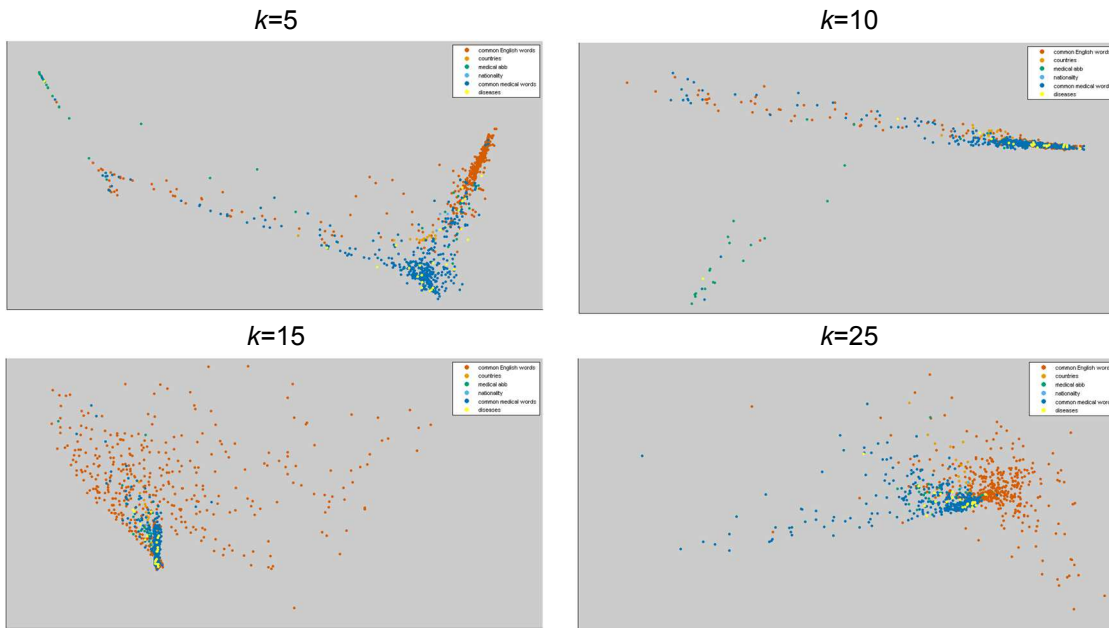 k=5
common English words
countries
medical abb
nationality
common medical words
diseases
k=10
common English words
countries
medical abb
nationality
common medical words
diseases
k=15
common English words
countries
medical abb
nationality
common medical words
diseases
k=25
common English words
countries
medical abb
nationality
common medical words
diseases